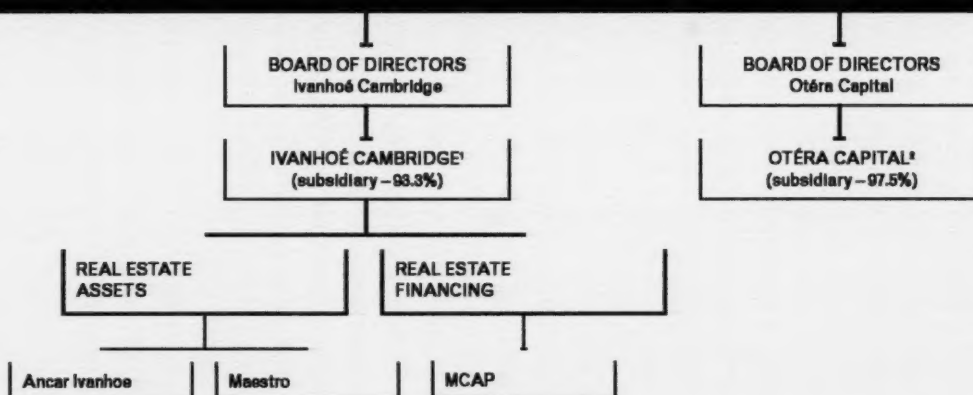 BOARD OF DIRECTORS
Ivanhoé Cambridge
BOARD OF DIRECTORS
Otéra Capital
IVANHOÉ CAMBRIDGE¹
(subsidiary – 93.3%)
OTÉRA CAPITAL²
(subsidiary – 97.5%)
REAL ESTATE
ASSETS
REAL ESTATE
FINANCING
Ancar Ivanhoe
Maestro
MCAP